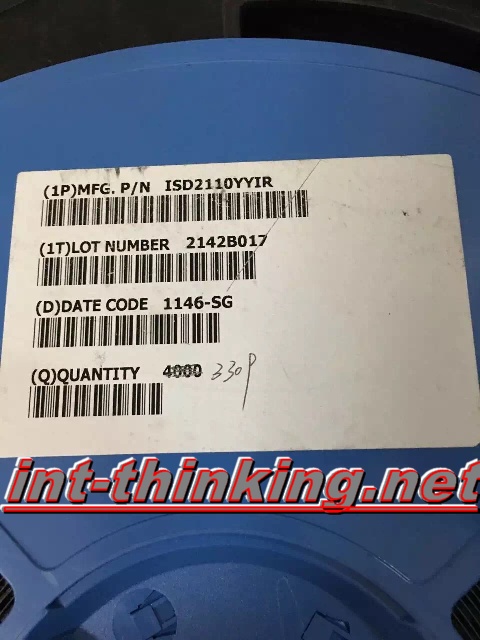 (1P)MFG. P/N ISD2110YYIR
(1T)LOT NUMBER 2142B017
(D)DATE CODE 1146-SG
(Q)QUANTITY 4000 330p
int-thinking.net